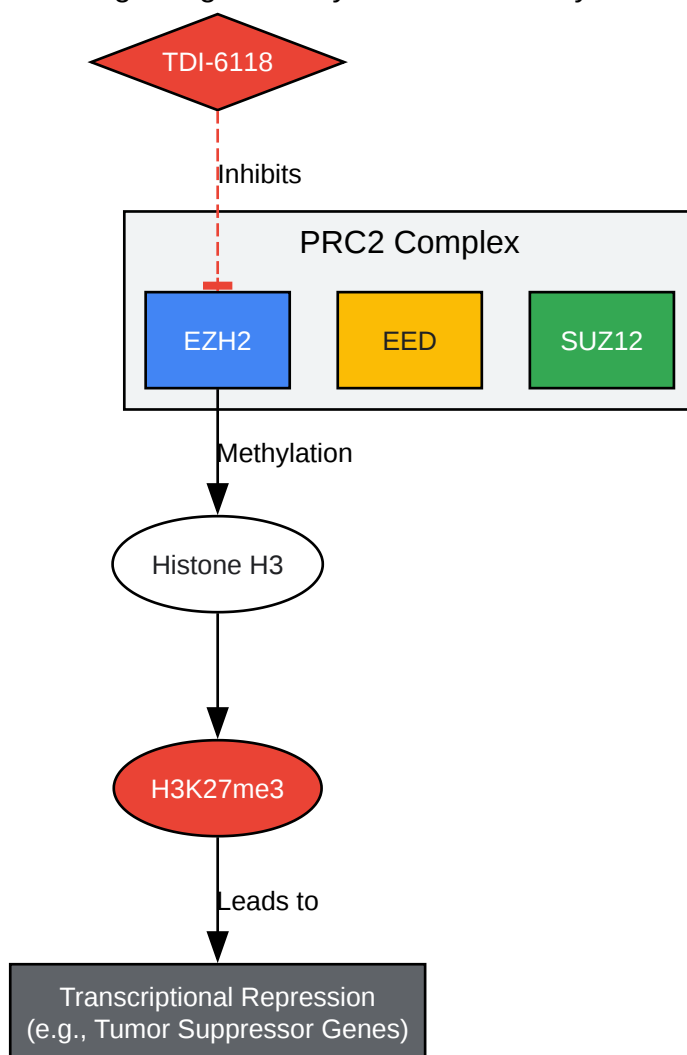 TDI-6118
Inhibits
PRC2 Complex
EZH2
EED
SUZ12
Methylation
Histone H3
H3K27me3
Leads to
Transcriptional Repression
(e.g., Tumor Suppressor Genes)